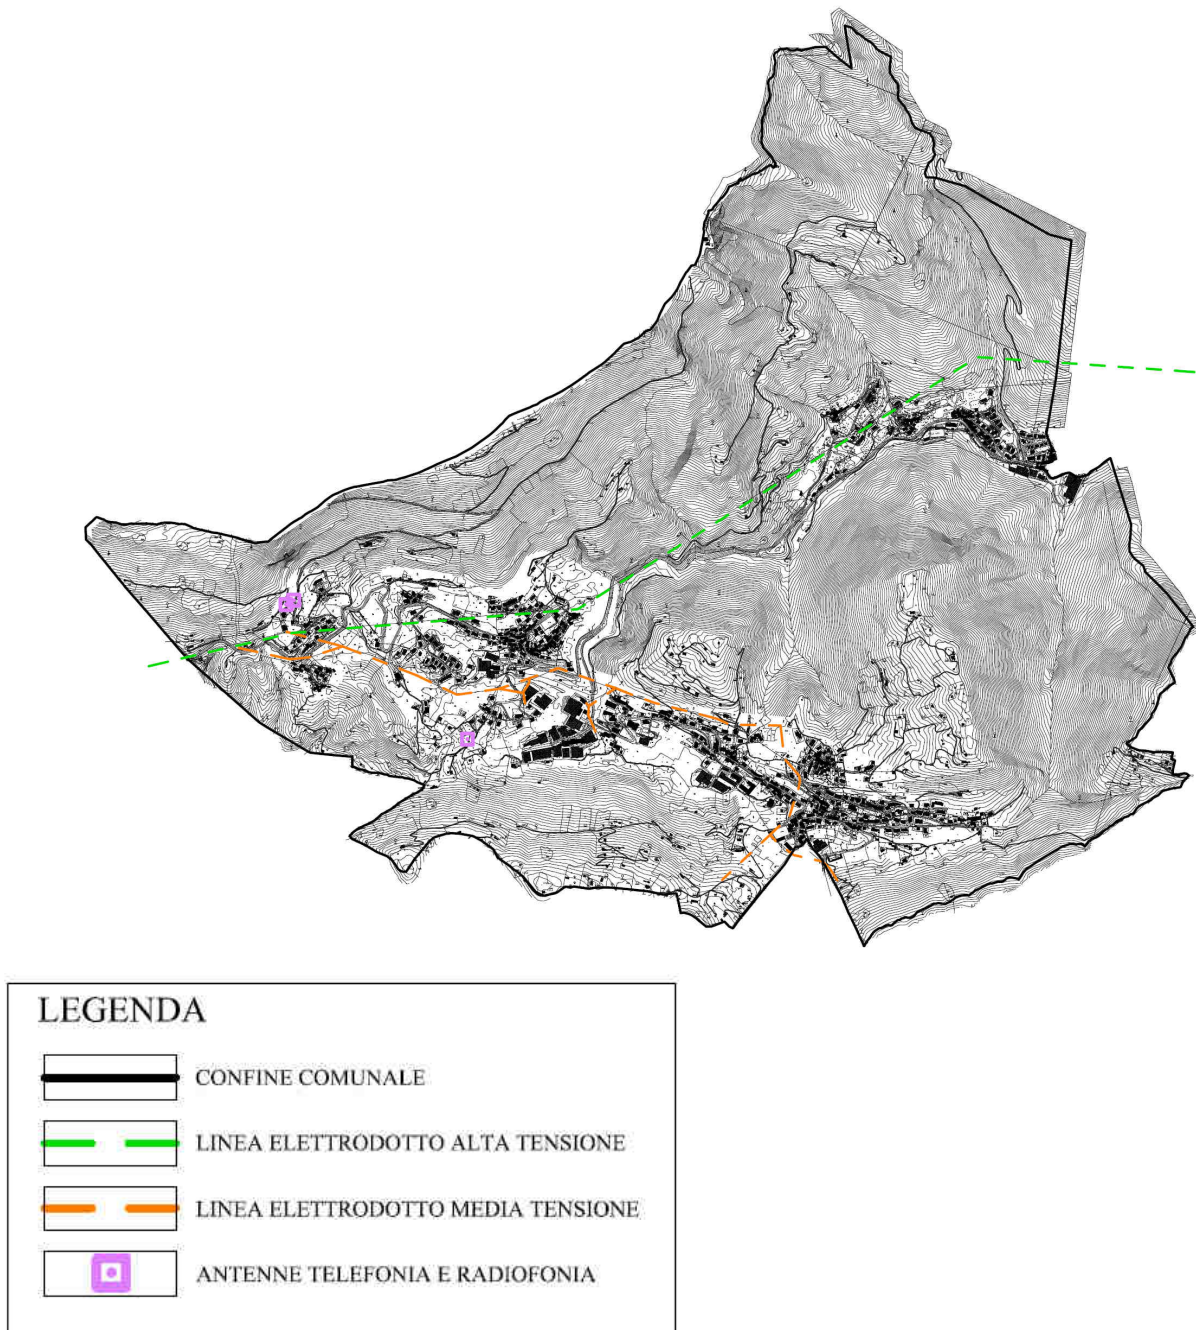 LEGENDA
CONFINE COMUNALE
LINEA ELETTRODOTTO ALTA TENSIONE
LINEA ELETTRODOTTO MEDIA TENSIONE
ANTENNE TELEFONIA E RADIOFONIA